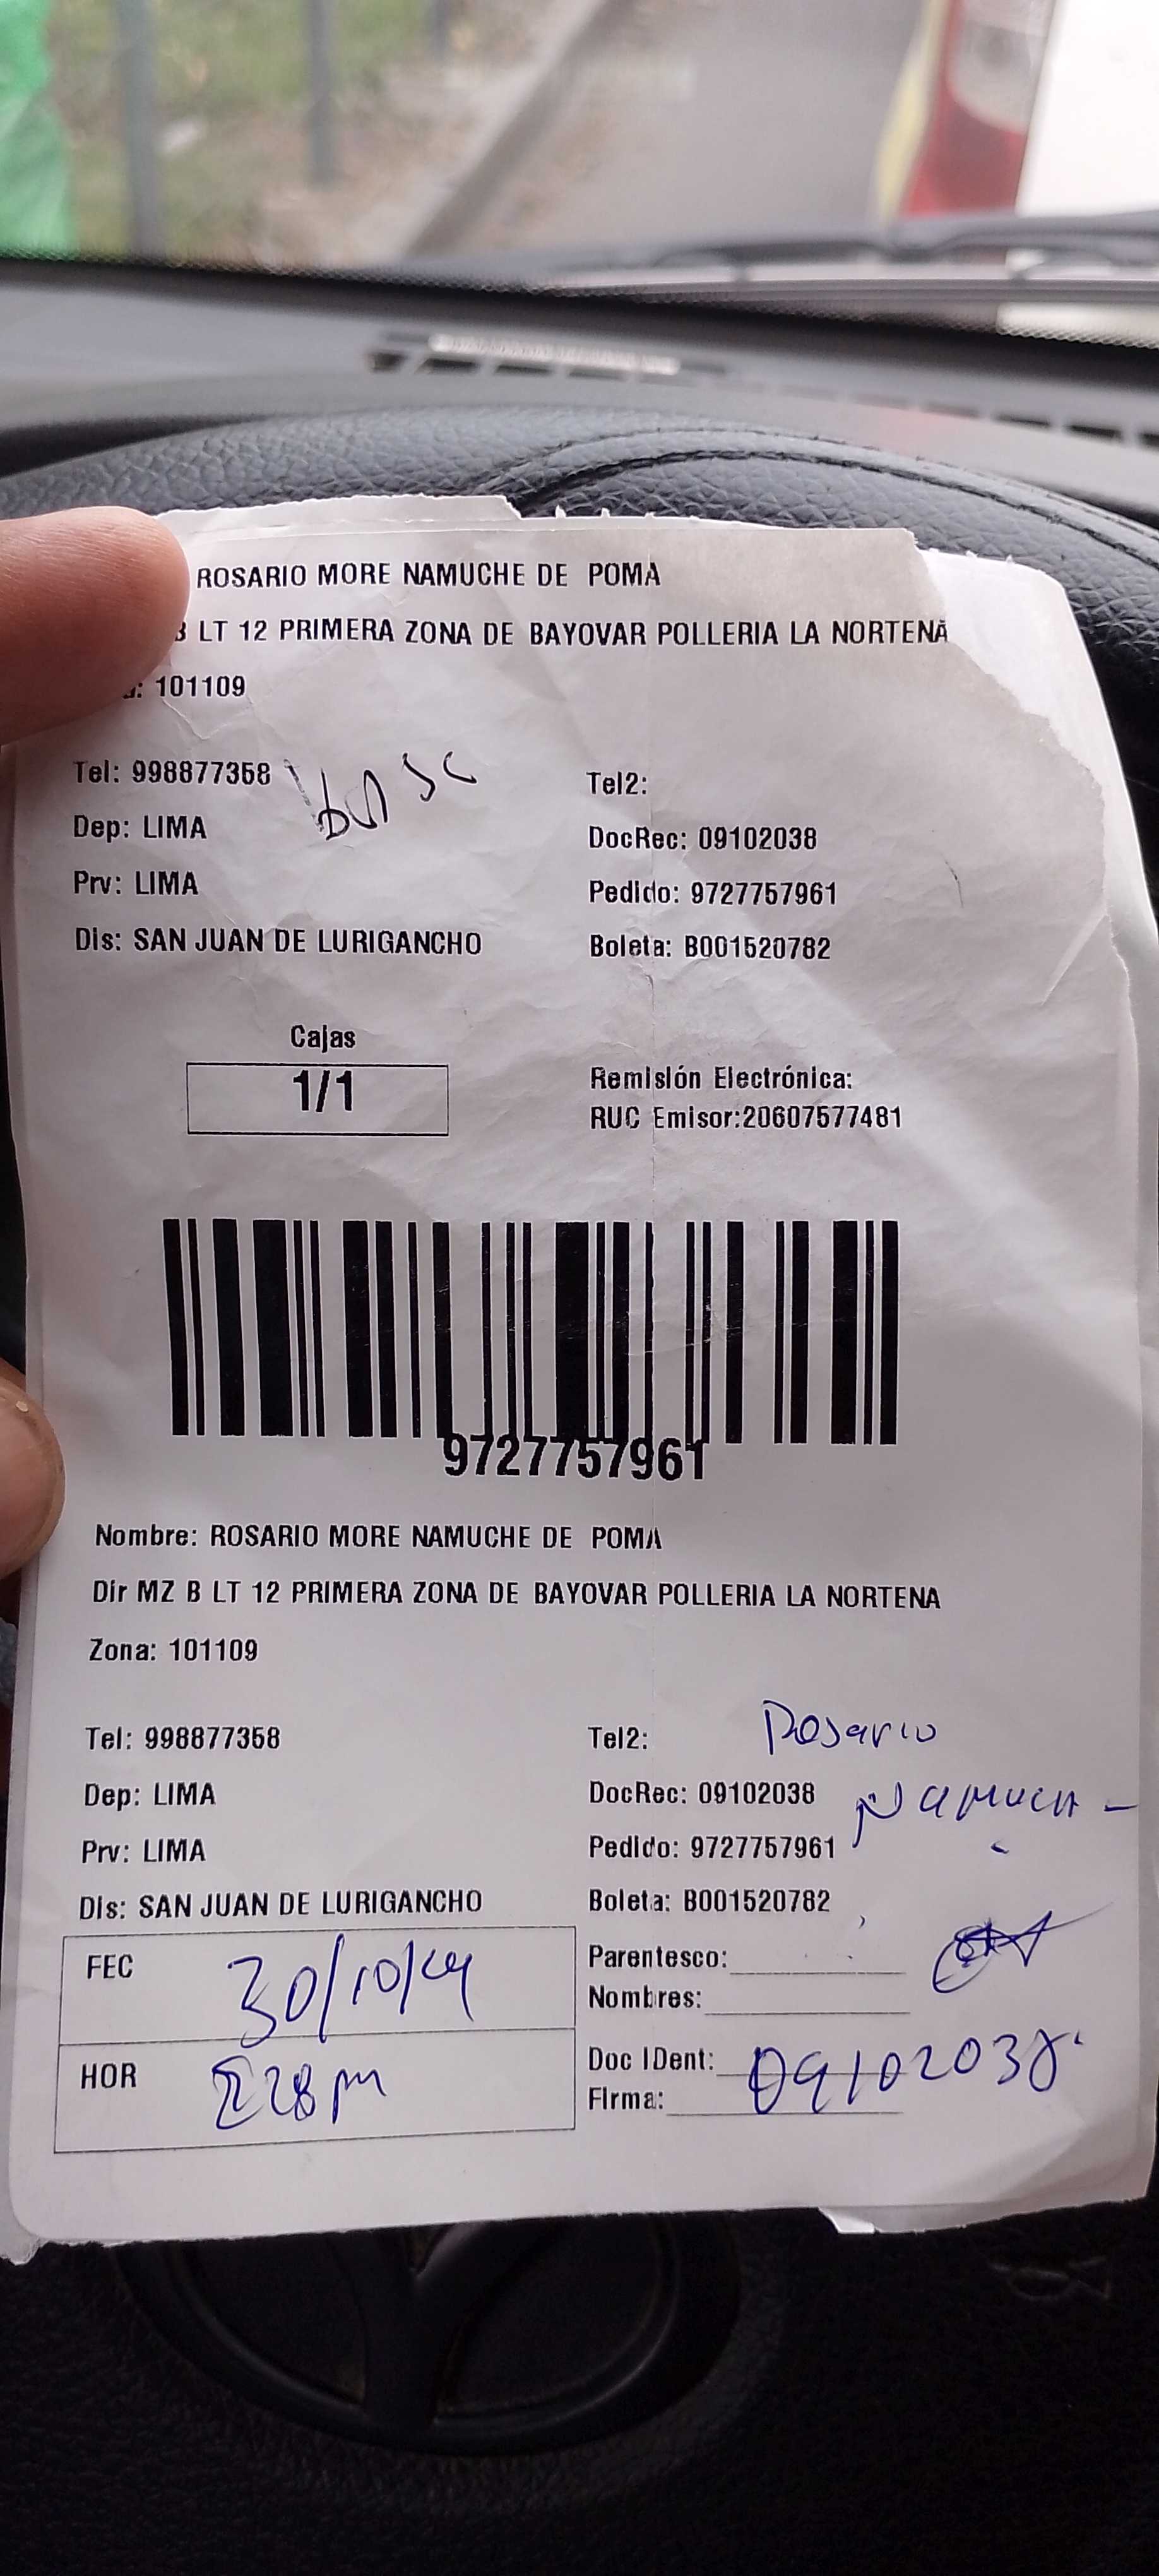 ROSARIO MORE NAMUCHE DE POMA
B LT 12 PRIMERA ZONA DE BAYOVAR POLLERIA LA NORTENA
: 101109
Tel: 998877358
Tel2:
Dep: LIMA
DocRec: 09102038
Prv: LIMA
Pedido: 9727757961
Dis: SAN JUAN DE LURIGANCHO
Boleta: B001520782
Cajas
1/1
Remisión Electrónica:
RUC Emisor:20607577481
9727757961
Nombre: ROSARIO MORE NAMUCHE DE POMA
Dir MZ B LT 12 PRIMERA ZONA DE BAYOVAR POLLERIA LA NORTENA
Zona: 101109
Tel: 998877358
Tel2:
Rosario
Dep: LIMA
DocRec: 09102038
Prv: LIMA
Pedido: 9727757961
Dis: SAN JUAN DE LURIGANCHO
Boleta: B001520782
FEC 30/10/24
Parentesco:
Nombres:
HOR
Doc IDent: 09102038
Firma: